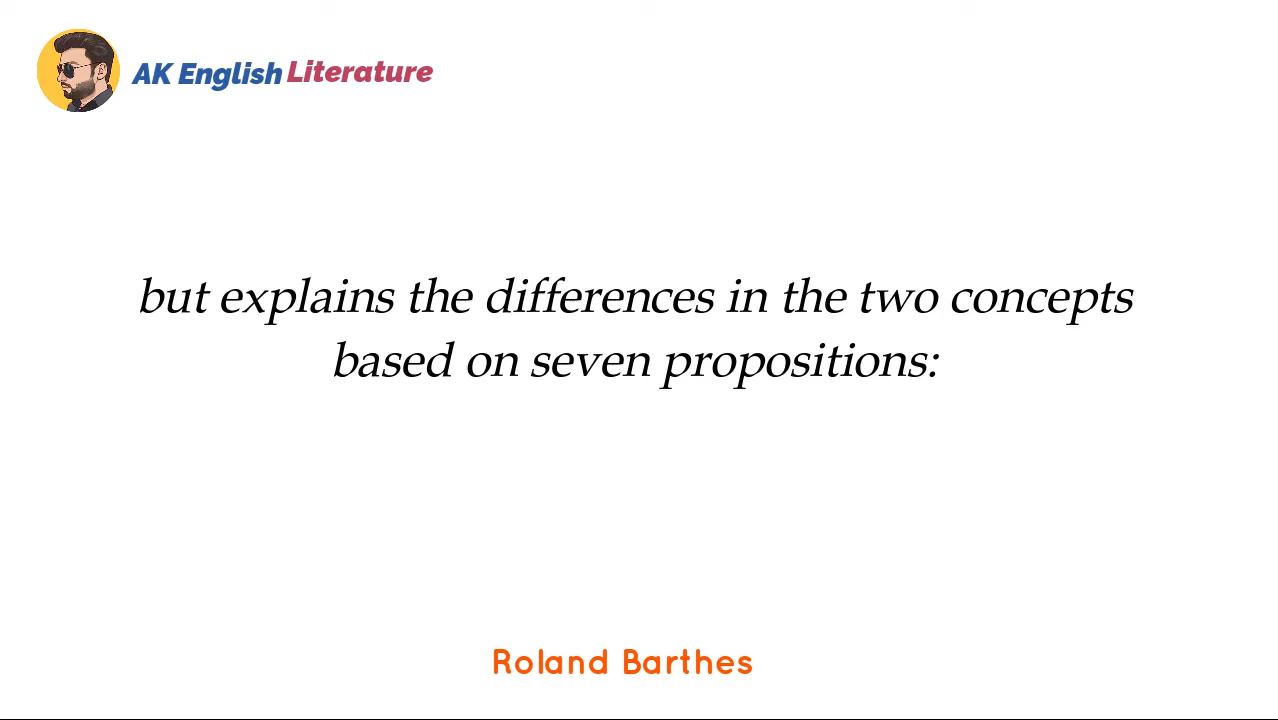 AK English Literature
but explains the differences in the two concepts
based on seven propositions:
Roland Barthes